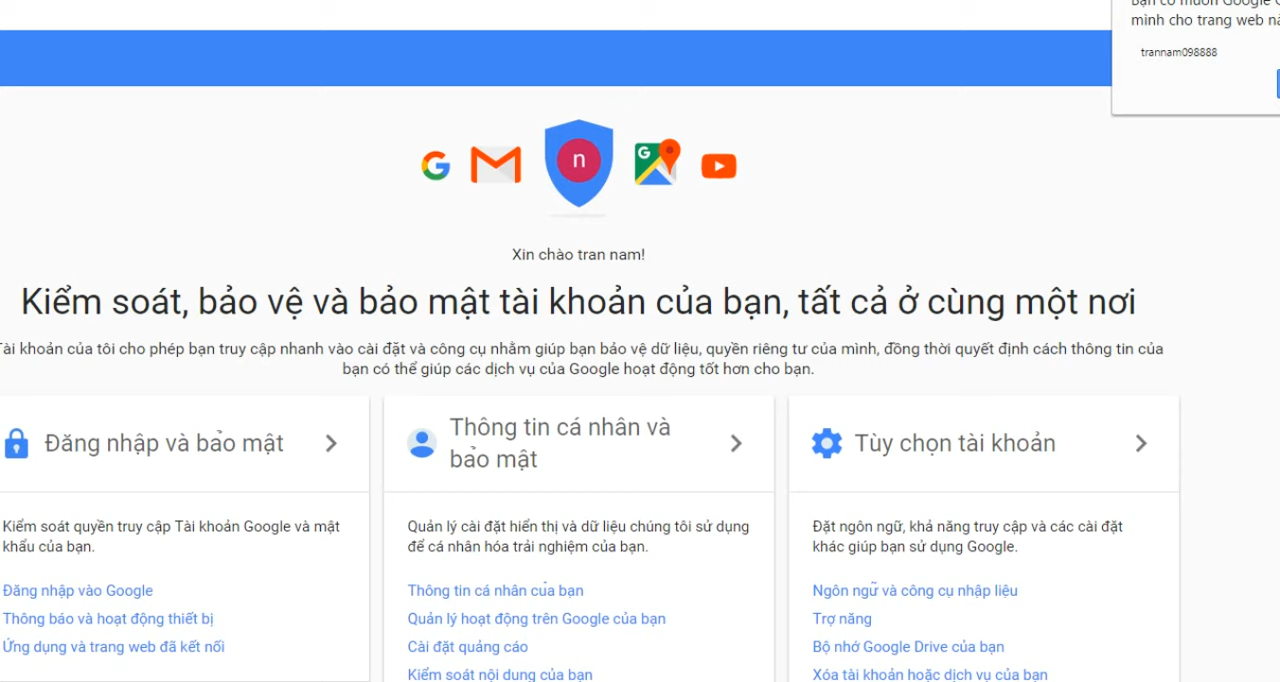 mình cho trang web
trannam098888
n
G
Xin chào tran nam!
Kiểm soát, bảo vệ và bảo mật tài khoản của bạn, tất cả ở cùng một nơi
Tài khoản của tôi cho phép bạn truy cập nhanh vào cài đặt và công cụ nhằm giúp bạn bảo vệ dữ liệu, quyền riêng tư của mình, đồng thời quyết định cách thông tin của
bạn có thể giúp các dịch vụ của Google hoạt động tốt hơn cho bạn.
Đăng nhập và bảo mật
Kiểm soát quyền truy cập Tài khoản Google và mật
khẩu của bạn.
Đăng nhập vào Google
Thông báo và hoạt động thiết bị
Ứng dụng và trang web đã kết nối
Thông tin cá nhân và
bảo mật
Quản lý cài đặt hiển thị và dữ liệu chúng tôi sử dụng
để cá nhân hóa trải nghiệm của bạn.
Thông tin cá nhân của bạn
Quản lý hoạt động trên Google của bạn
Cài đặt quảng cáo
Kiểm soát nội dung của bạn
Tùy chọn tài khoản
Đặt ngôn ngữ, khả năng truy cập và các cài đặt
khác giúp bạn sử dụng Google.
Ngôn ngữ và công cụ nhập liệu
Trợ năng
Bộ nhớ Google Drive của bạn
Xóa tài khoản hoặc dịch vụ của bạn